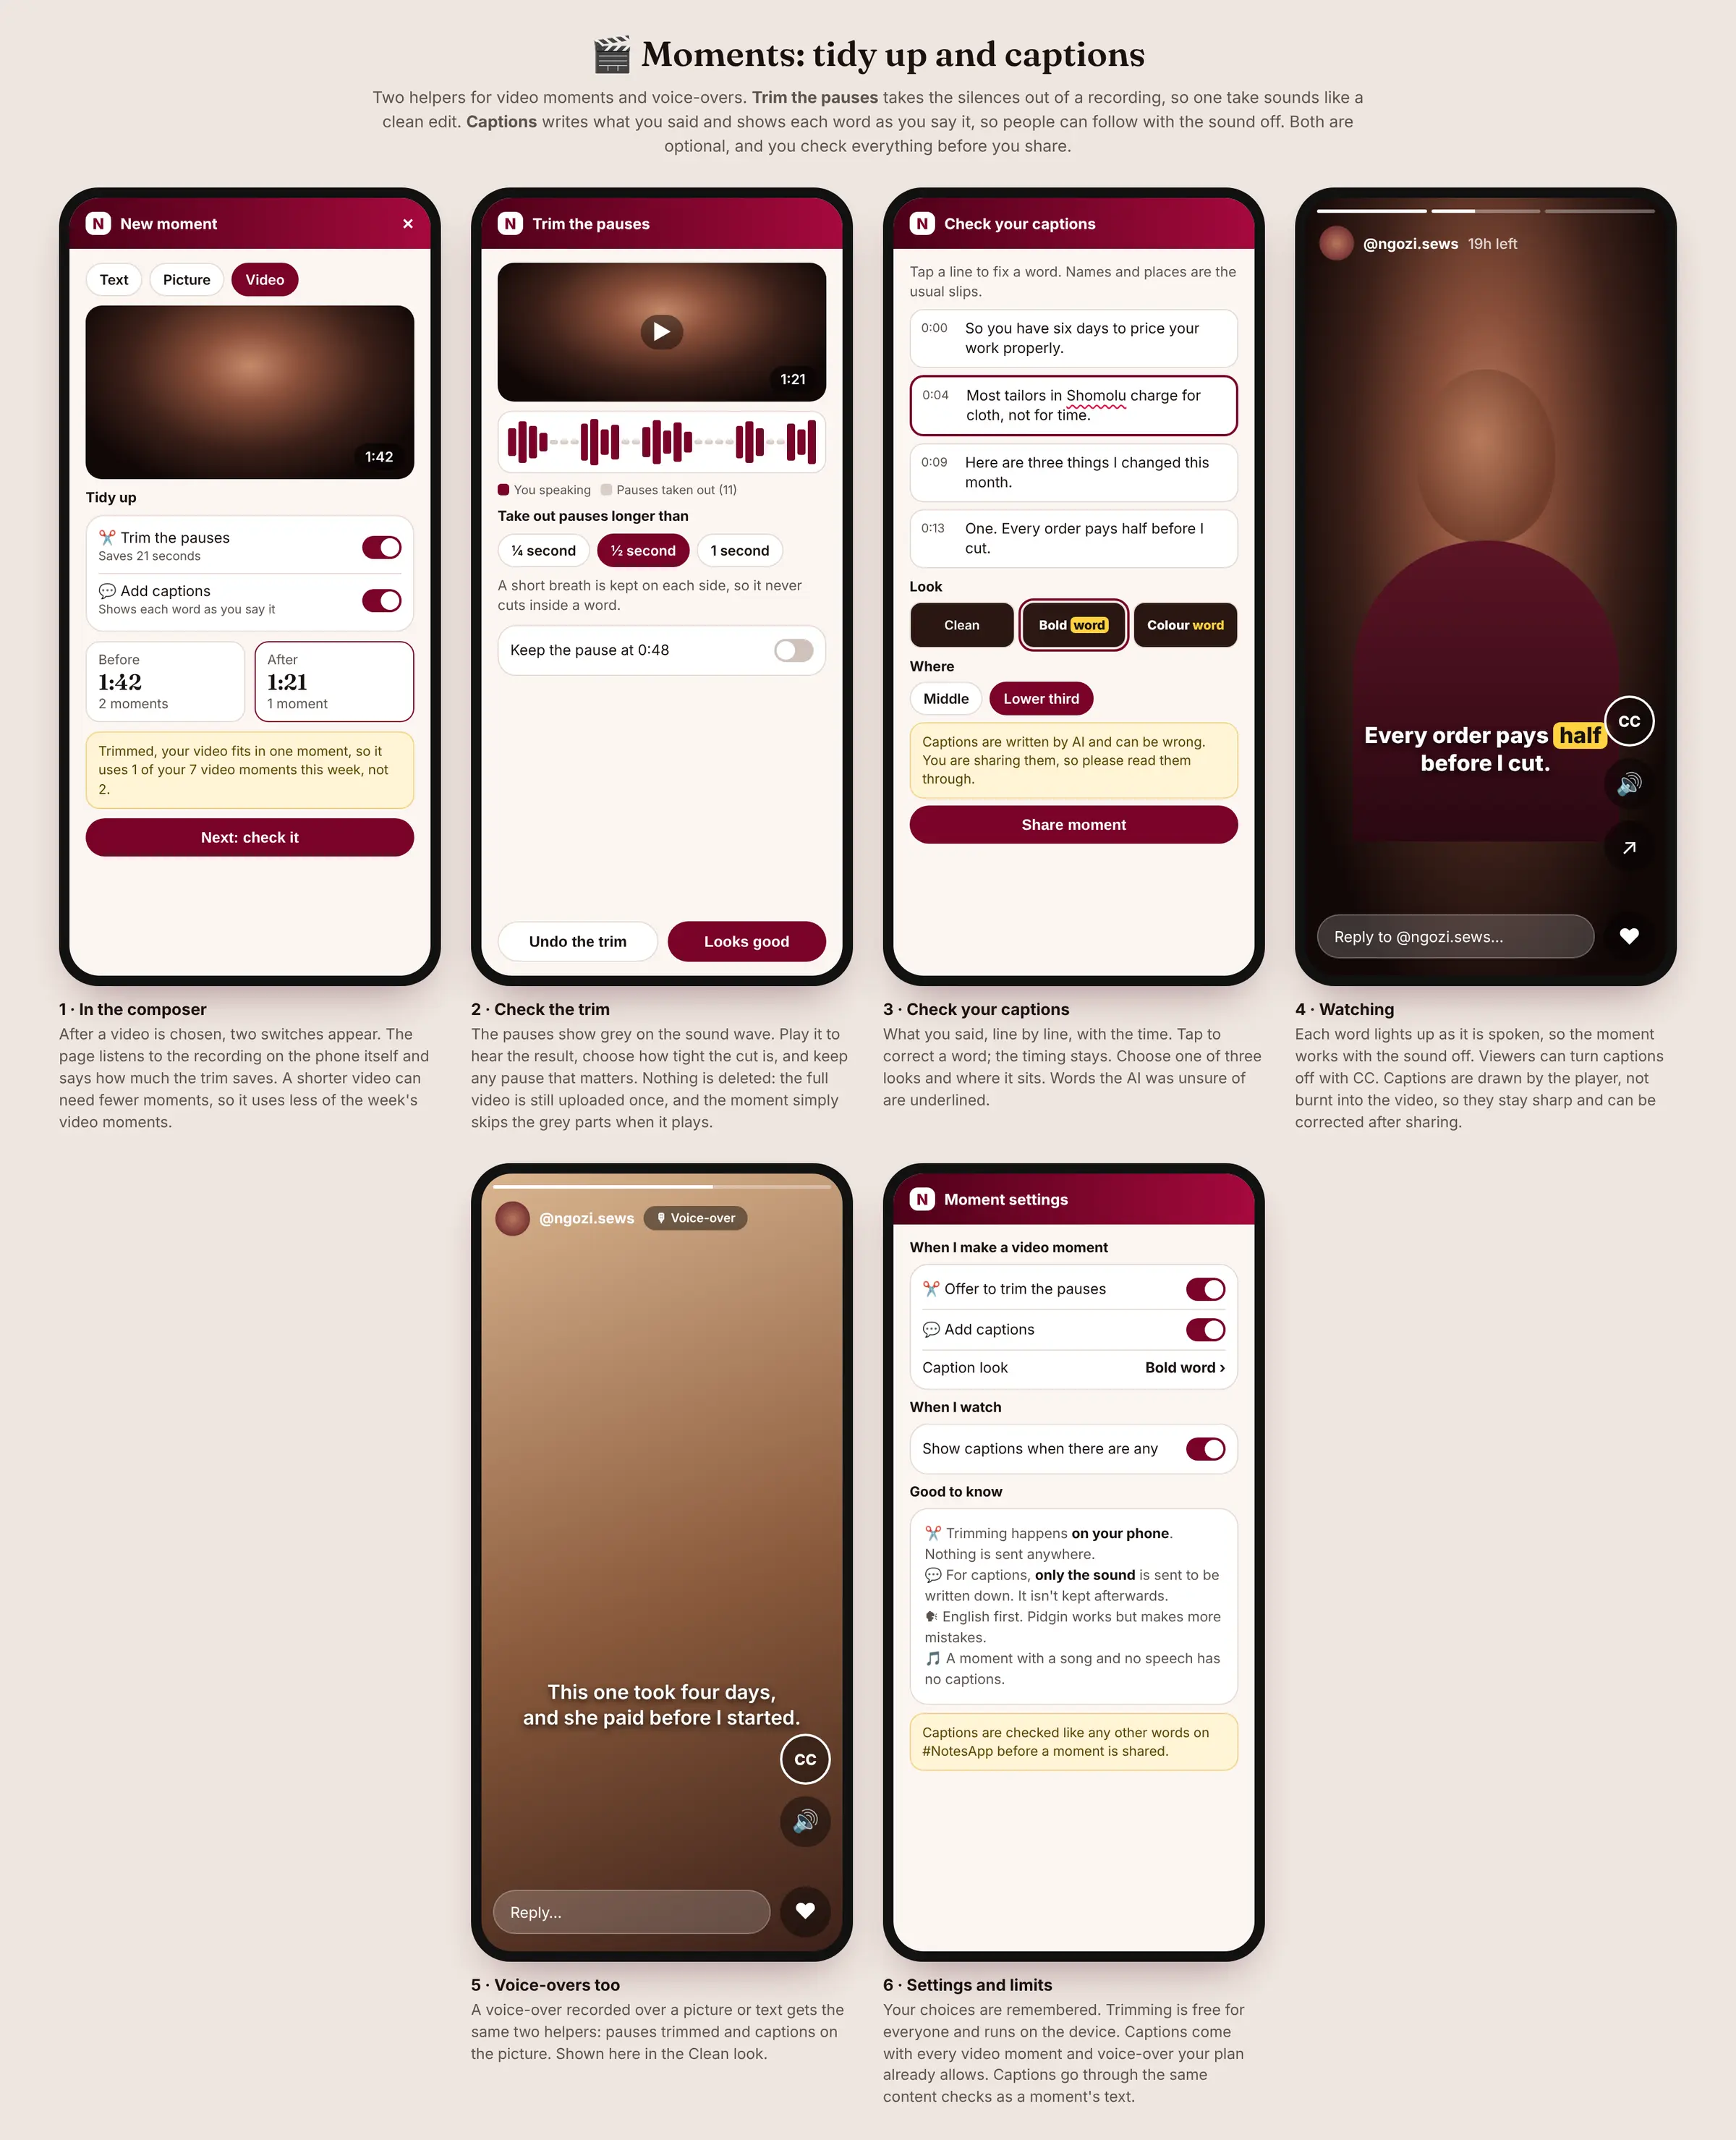 🎬 Moments: tidy up and captions
Two helpers for video moments and voice-overs. Trim the pauses takes the silences out of a recording, so one take sounds like a
clean edit. Captions writes what you said and shows each word as you say it, so people can follow with the sound off. Both are
optional, and you check everything before you share.
N New moment ×
Text Picture Video
1:42
Tidy up
✂️ Trim the pauses
Saves 21 seconds
💬 Add captions
Shows each word as you say it
Before
1:42
2 moments
After
1:21
1 moment
Trimmed, your video fits in one moment, so it
uses 1 of your 7 video moments this week, not
2.
Next: check it
1 · In the composer
After a video is chosen, two switches appear. The
page listens to the recording on the phone itself and
says how much the trim saves. A shorter video can
need fewer moments, so it uses less of the week's
video moments.
N Trim the pauses
1:21
You speaking Pauses taken out (11)
Take out pauses longer than
¼ second ½ second 1 second
A short breath is kept on each side, so it never
cuts inside a word.
Keep the pause at 0:48
Undo the trim Looks good
2 · Check the trim
The pauses show grey on the sound wave. Play it to
hear the result, choose how tight the cut is, and keep
any pause that matters. Nothing is deleted: the full
video is still uploaded once, and the moment simply
skips the grey parts when it plays.
N Check your captions
Tap a line to fix a word. Names and places are the
usual slips.
0:00 So you have six days to price your
work properly.
0:04 Most tailors in Shomolu charge for
cloth, not for time.
0:09 Here are three things I changed this
month.
0:13 One. Every order pays half before I
cut.
Look
Clean Bold word Colour word
Where
Middle Lower third
Captions are written by AI and can be wrong.
You are sharing them, so please read them
through.
Share moment
3 · Check your captions
What you said, line by line, with the time. Tap to
correct a word; the timing stays. Choose one of three
looks and where it sits. Words the AI was unsure of
are underlined.
@ngozi.sews 19h left
Every order pays half
before I cut.
CC
Reply to @ngozi.sews...
4 · Watching
Each word lights up as it is spoken, so the moment
works with the sound off. Viewers can turn captions
off with CC. Captions are drawn by the player, not
burnt into the video, so they stay sharp and can be
corrected after sharing.
@ngozi.sews 🎙 Voice-over
This one took four days,
and she paid before I started.
CC
Reply...
5 · Voice-overs too
A voice-over recorded over a picture or text gets the
same two helpers: pauses trimmed and captions on
the picture. Shown here in the Clean look.
N Moment settings
When I make a video moment
✂️ Offer to trim the pauses
💬 Add captions
Caption look Bold word ›
When I watch
Show captions when there are any
Good to know
✂️ Trimming happens on your phone.
Nothing is sent anywhere.
💬 For captions, only the sound is sent to be
written down. It isn't kept afterwards.
🗣 English first. Pidgin works but makes more
mistakes.
🎵 A moment with a song and no speech has
no captions.
Captions are checked like any other words on
#NotesApp before a moment is shared.
6 · Settings and limits
Your choices are remembered. Trimming is free for
everyone and runs on the device. Captions come
with every video moment and voice-over your plan
already allows. Captions go through the same
content checks as a moment's text.